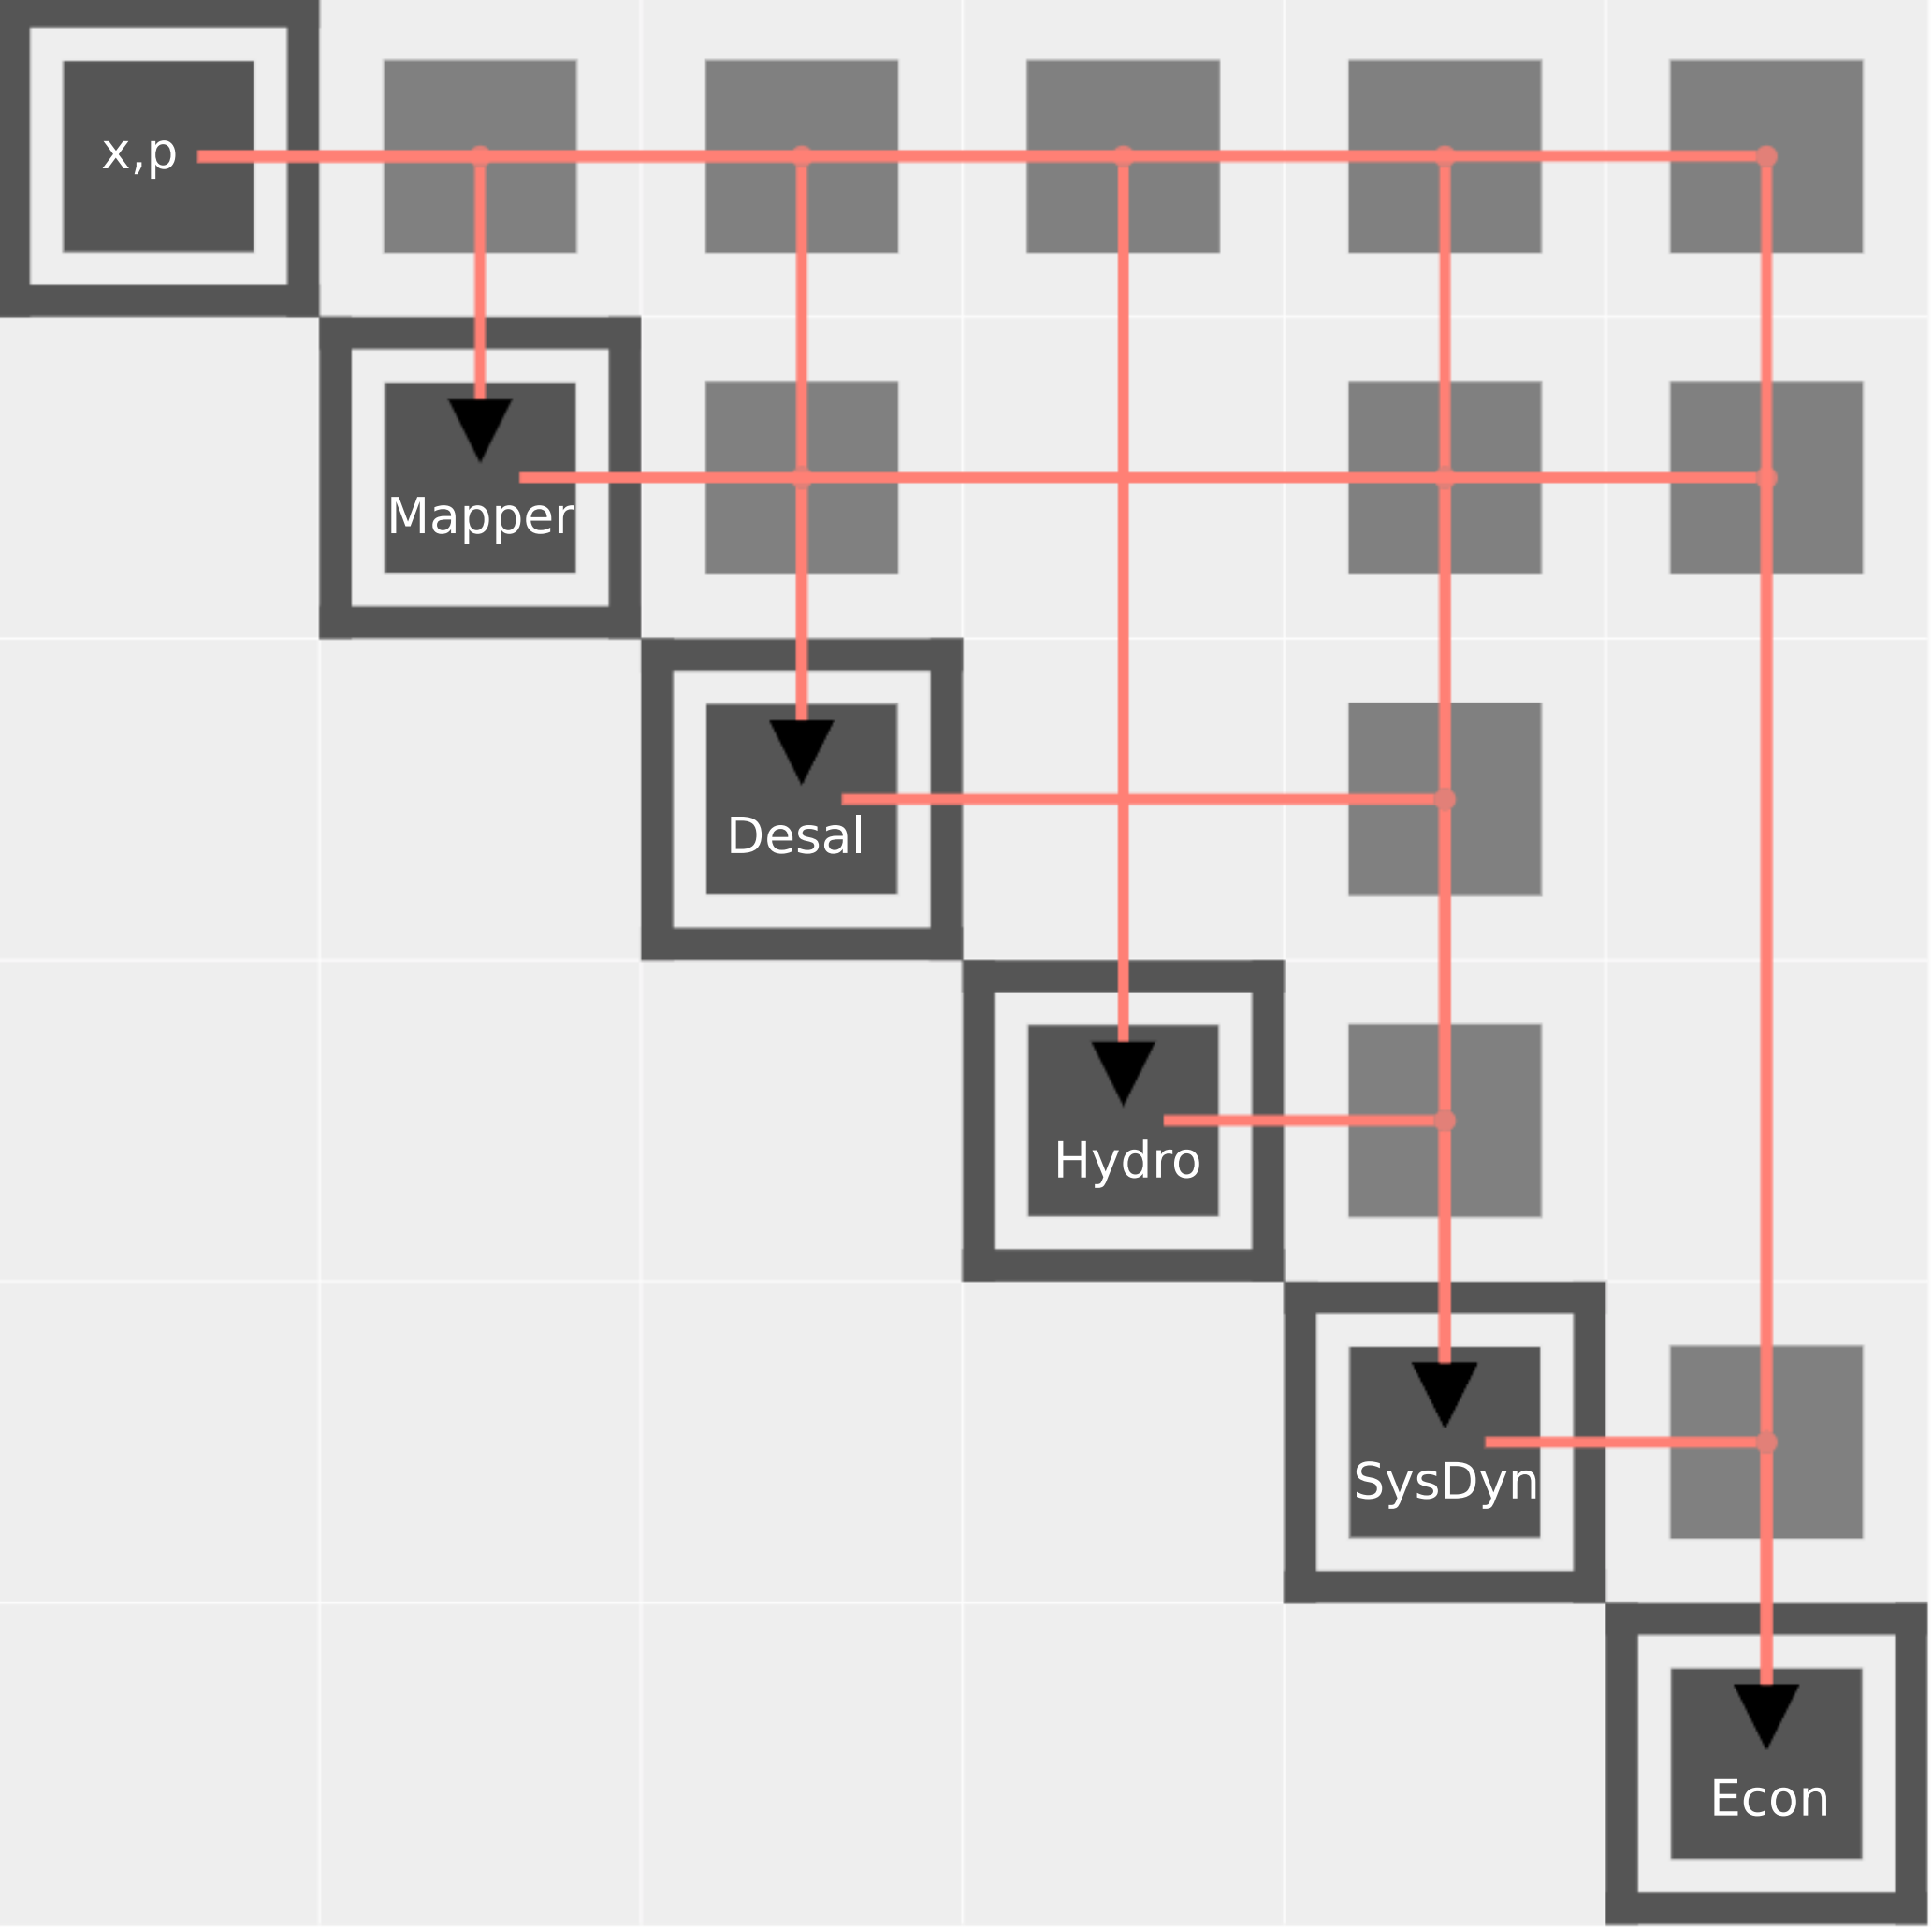 x,p
Mapper
Desal
Hydro
SysDyn
Econ